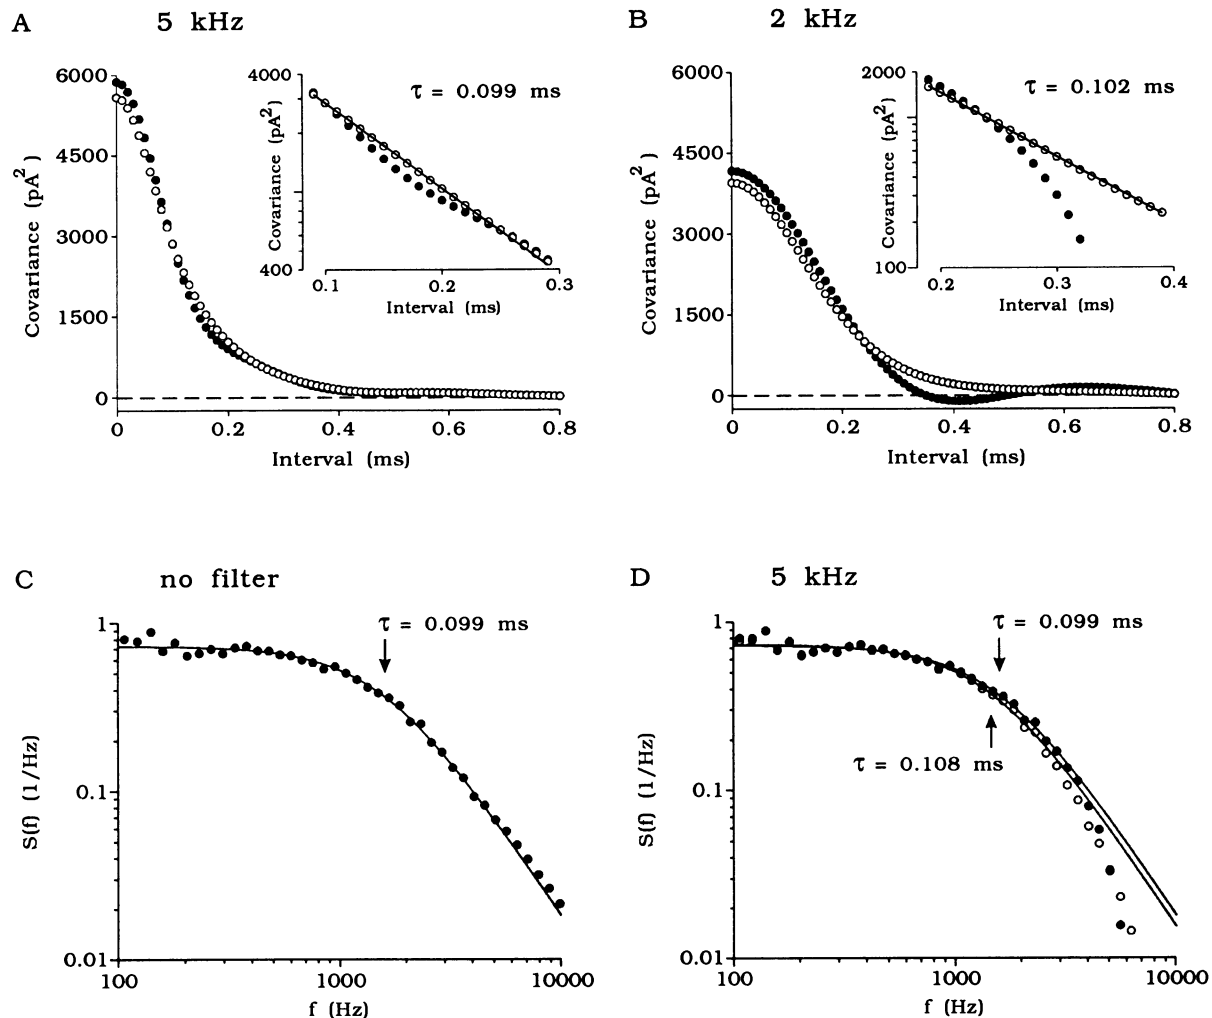 A 5 kHz
6000
4500
3000
1500
0
Covariance (pA²)
0 0.2 0.4 0.6 0.8
Interval (ms)
4000
400
Covariance (pA²)
τ = 0.099 ms
0.1 0.2 0.3
Interval (ms)
B 2 kHz
6000
4500
3000
1500
0
Covariance (pA²)
0 0.2 0.4 0.6 0.8
Interval (ms)
2000
100
Covariance (pA²)
τ = 0.102 ms
0.2 0.3 0.4
Interval (ms)
C no filter
1
0.1
0.01
S(f) (1/Hz)
τ = 0.099 ms
100 1000 10000
f (Hz)
D 5 kHz
1
0.1
0.01
S(f) (1/Hz)
τ = 0.099 ms
τ = 0.108 ms
100 1000 10000
f (Hz)